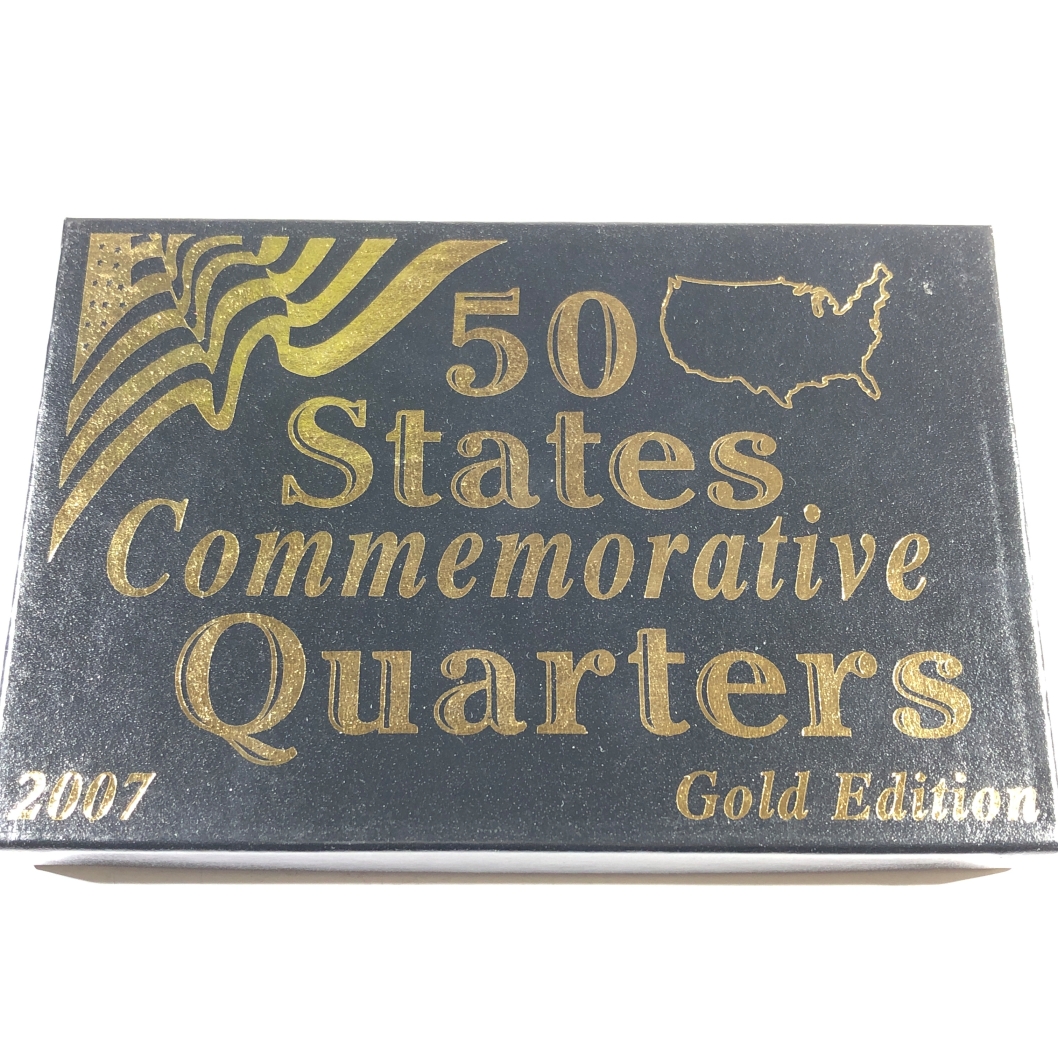 50
States
Commemorative
Quarters
2007
Gold Edition